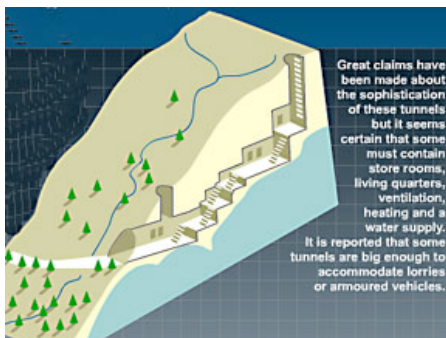 Great claims have
been made about
the sophistication
of these tunnels
but it seems
certain that some
must contain
store rooms,
living quarters,
ventilation,
heating and a
water supply.
It is reported that some
tunnels are big enough to
accommodate lorries
or armoured vehicles.